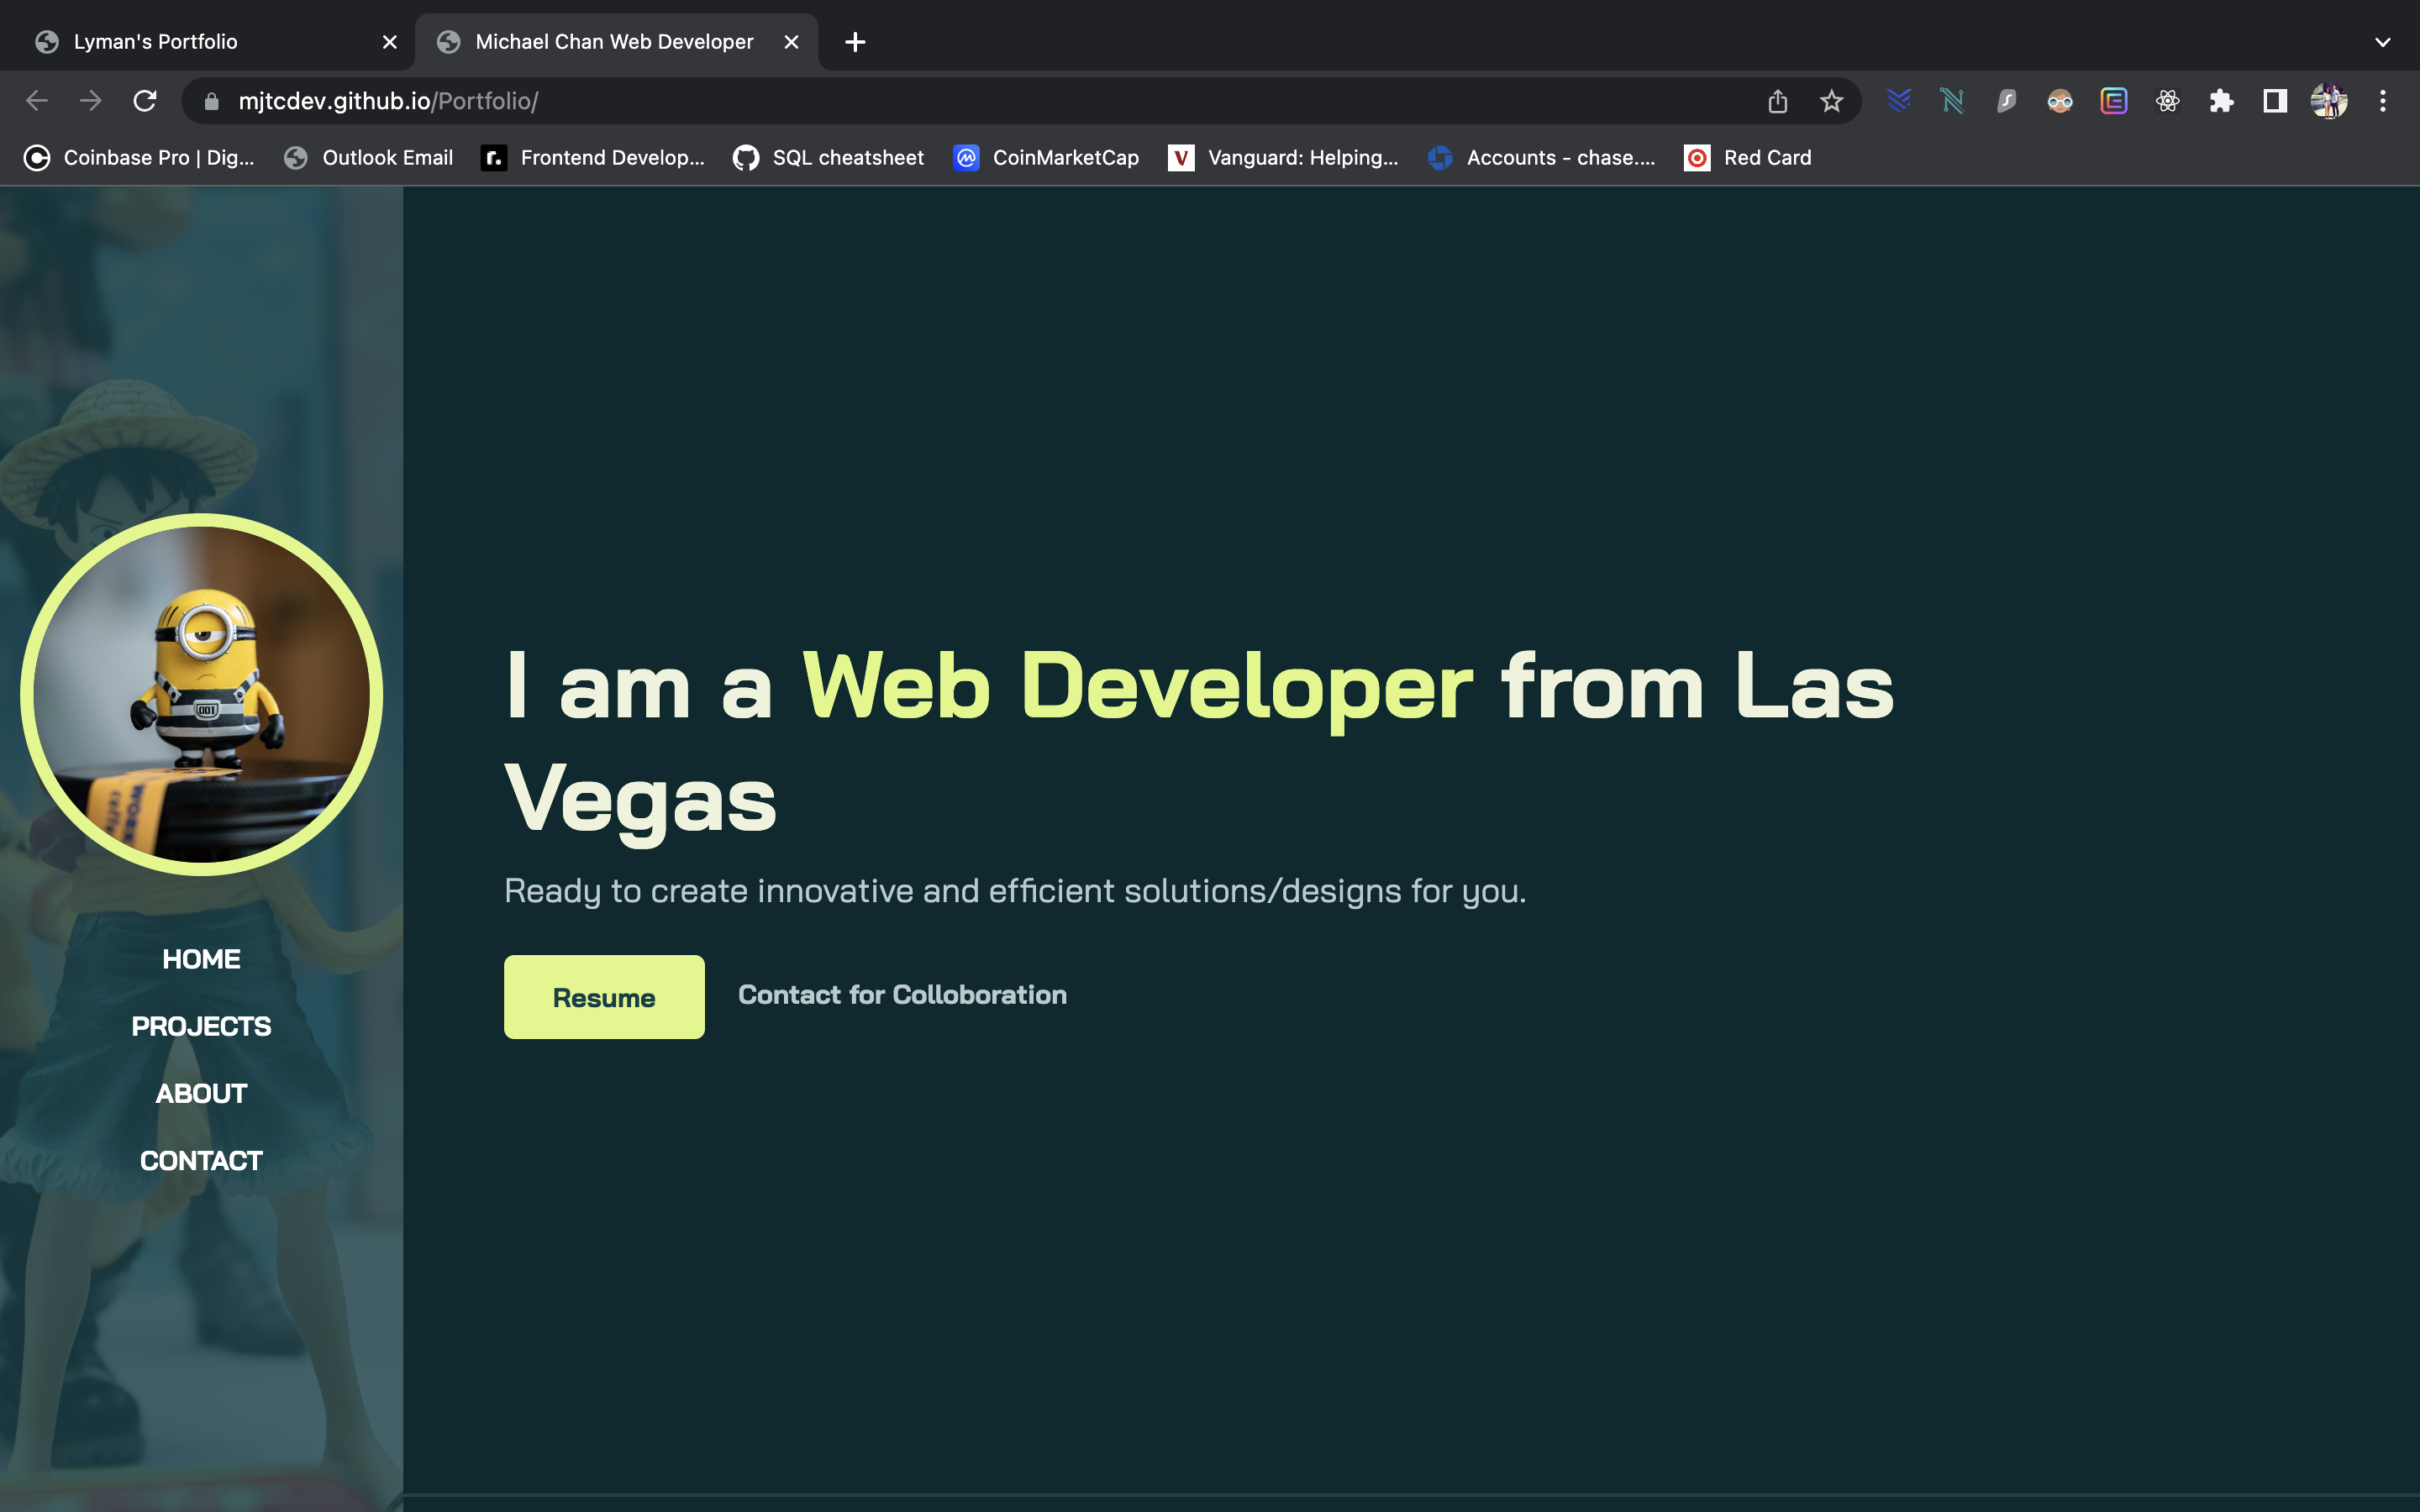 Lyman's Portfolio
Michael Chan Web Developer
mjtcdev.github.io/Portfolio/
Coinbase Pro | Dig...
Outlook Email
Frontend Develop...
SQL cheatsheet
CoinMarketCap
Vanguard: Helping...
Accounts - chase....
Red Card
001
HOME
PROJECTS
ABOUT
CONTACT
I am a Web Developer from Las
Vegas
Ready to create innovative and efficient solutions/designs for you.
Resume
Contact for Colloboration